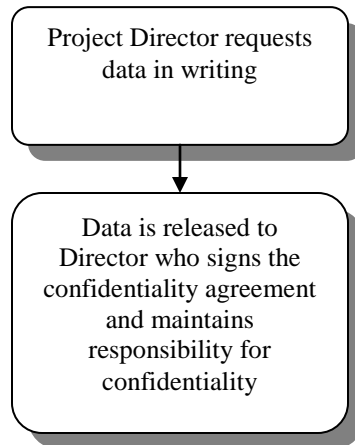 Project Director requests
data in writing
Data is released to
Director who signs the
confidentiality agreement
and maintains
responsibility for
confidentiality